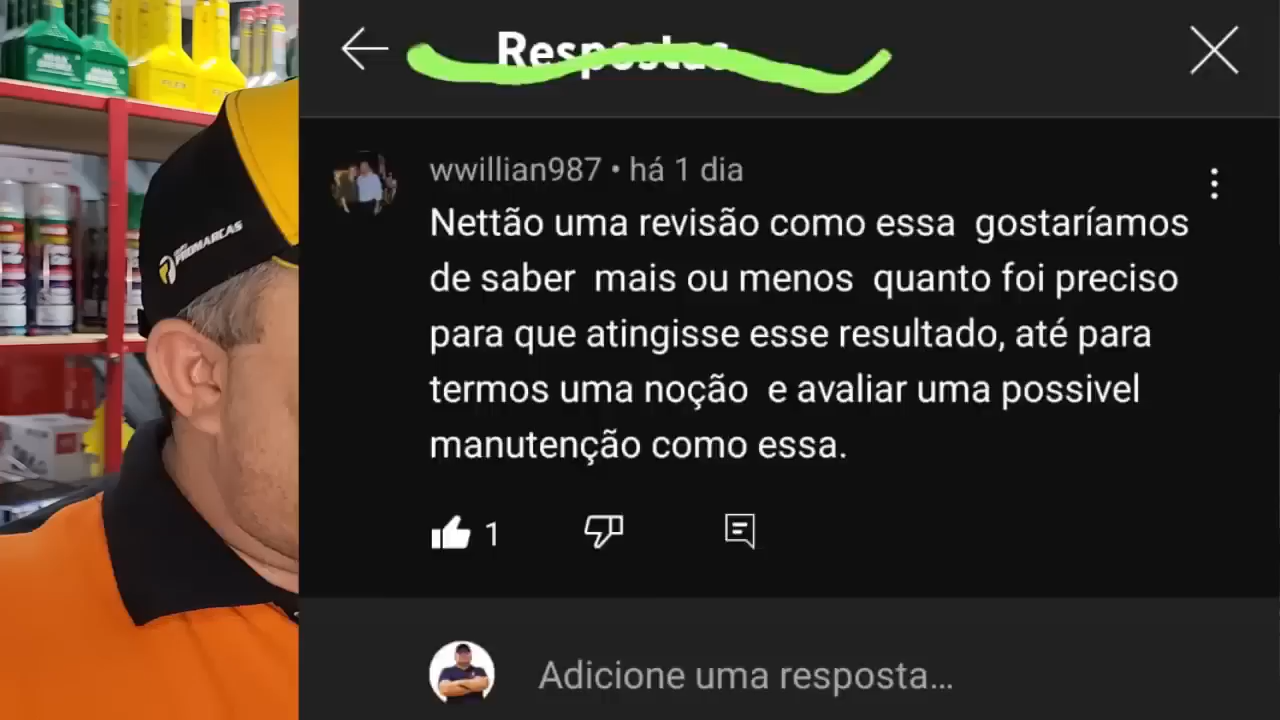 Respostas
wwillian987 • há 1 dia
Nettão uma revisão como essa gostaríamos
de saber mais ou menos quanto foi preciso
para que atingisse esse resultado, até para
termos uma noção e avaliar uma possivel
manutenção como essa.
1
Adicione uma resposta...
PROMARCAS